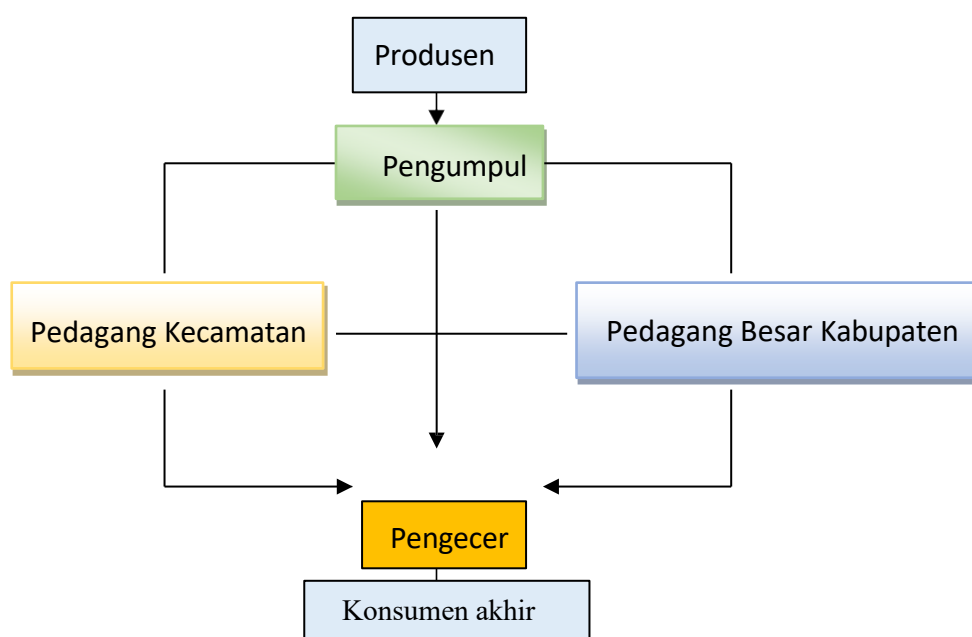 Produsen
Pengumpul
Pedagang Kecamatan
Pedagang Besar Kabupaten
Pengecer
Konsumen akhir